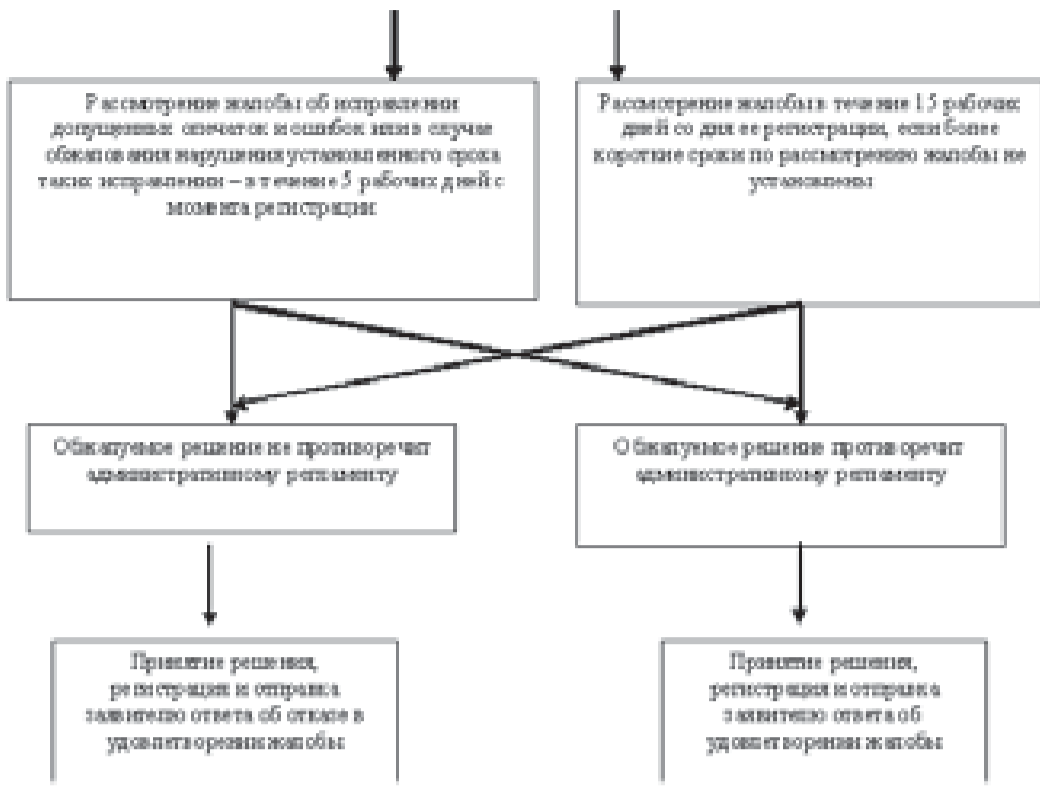 Рассмотрение жалобы об исправлении
допущенных опечаток и ошибок или в случае
обжалования нарушения установленного срока
таких исправлений – в течение 5 рабочих дней с
момента регистрации
Рассмотрение жалобы в течение 15 рабочих
дней со дня ее регистрации, если более
короткие сроки по рассмотрению жалобы не
установлены
Обжалуемое решение не противоречит
административному регламенту
Обжалуемое решение противоречит
административному регламенту
Принятие решения,
регистрация и отправка
заявителю ответа об отказе в
удовлетворении жалобы
Принятие решения,
регистрация и отправка
заявителю ответа об
удовлетворении жалобы